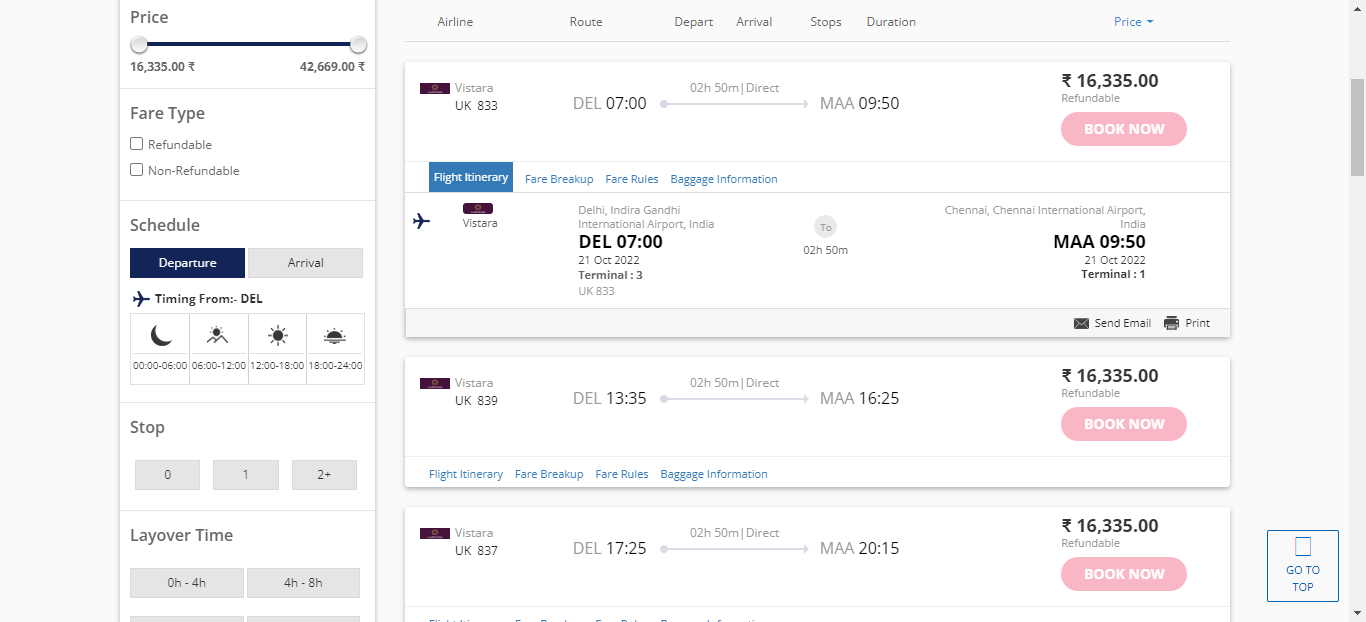 Price
16,335.00 ₹ 42,669.00 ₹
Fare Type
Refundable
Non-Refundable
Schedule
Departure Arrival
Timing From:- DEL
00:00-06:00 06:00-12:00 12:00-18:00 18:00-24:00
Stop
0 1 2+
Layover Time
0h - 4h 4h - 8h
Airline Route Depart Arrival Stops Duration Price
Vistara
UK 833
DEL 07:00
02h 50m|Direct
MAA 09:50
₹ 16,335.00
Refundable
BOOK NOW
Flight Itinerary Fare Breakup Fare Rules Baggage Information
Vistara
Delhi, Indira Gandhi
International Airport, India
DEL 07:00
21 Oct 2022
Terminal : 3
UK 833
To
02h 50m
Chennai, Chennai International Airport,
India
MAA 09:50
21 Oct 2022
Terminal : 1
Send Email Print
Vistara
UK 839
DEL 13:35
02h 50m|Direct
MAA 16:25
₹ 16,335.00
Refundable
BOOK NOW
Flight Itinerary Fare Breakup Fare Rules Baggage Information
Vistara
UK 837
DEL 17:25
02h 50m|Direct
MAA 20:15
₹ 16,335.00
Refundable
BOOK NOW
GO TO
TOP